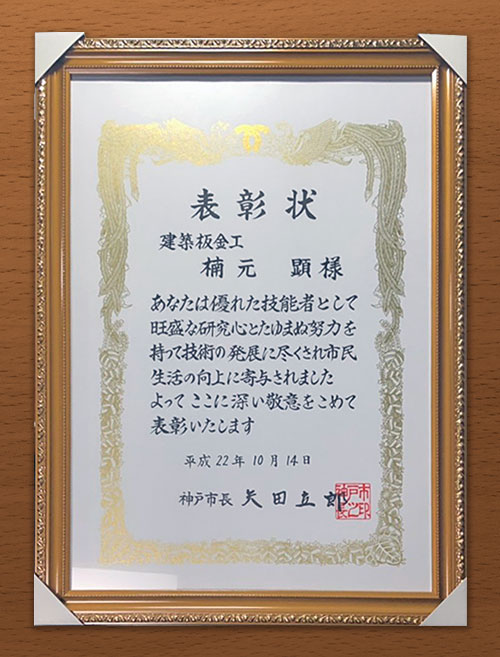 表彰状
建築板金工
楠元 顕様
あなたは優れた技能者として
旺盛な研究心とたゆまぬ努力を
持って技術の発展に尽くされ市民
生活の向上に寄与されました
よってここに深い敬意をこめて
表彰いたします
平成22年10月14日
神戸市長 矢田立郎